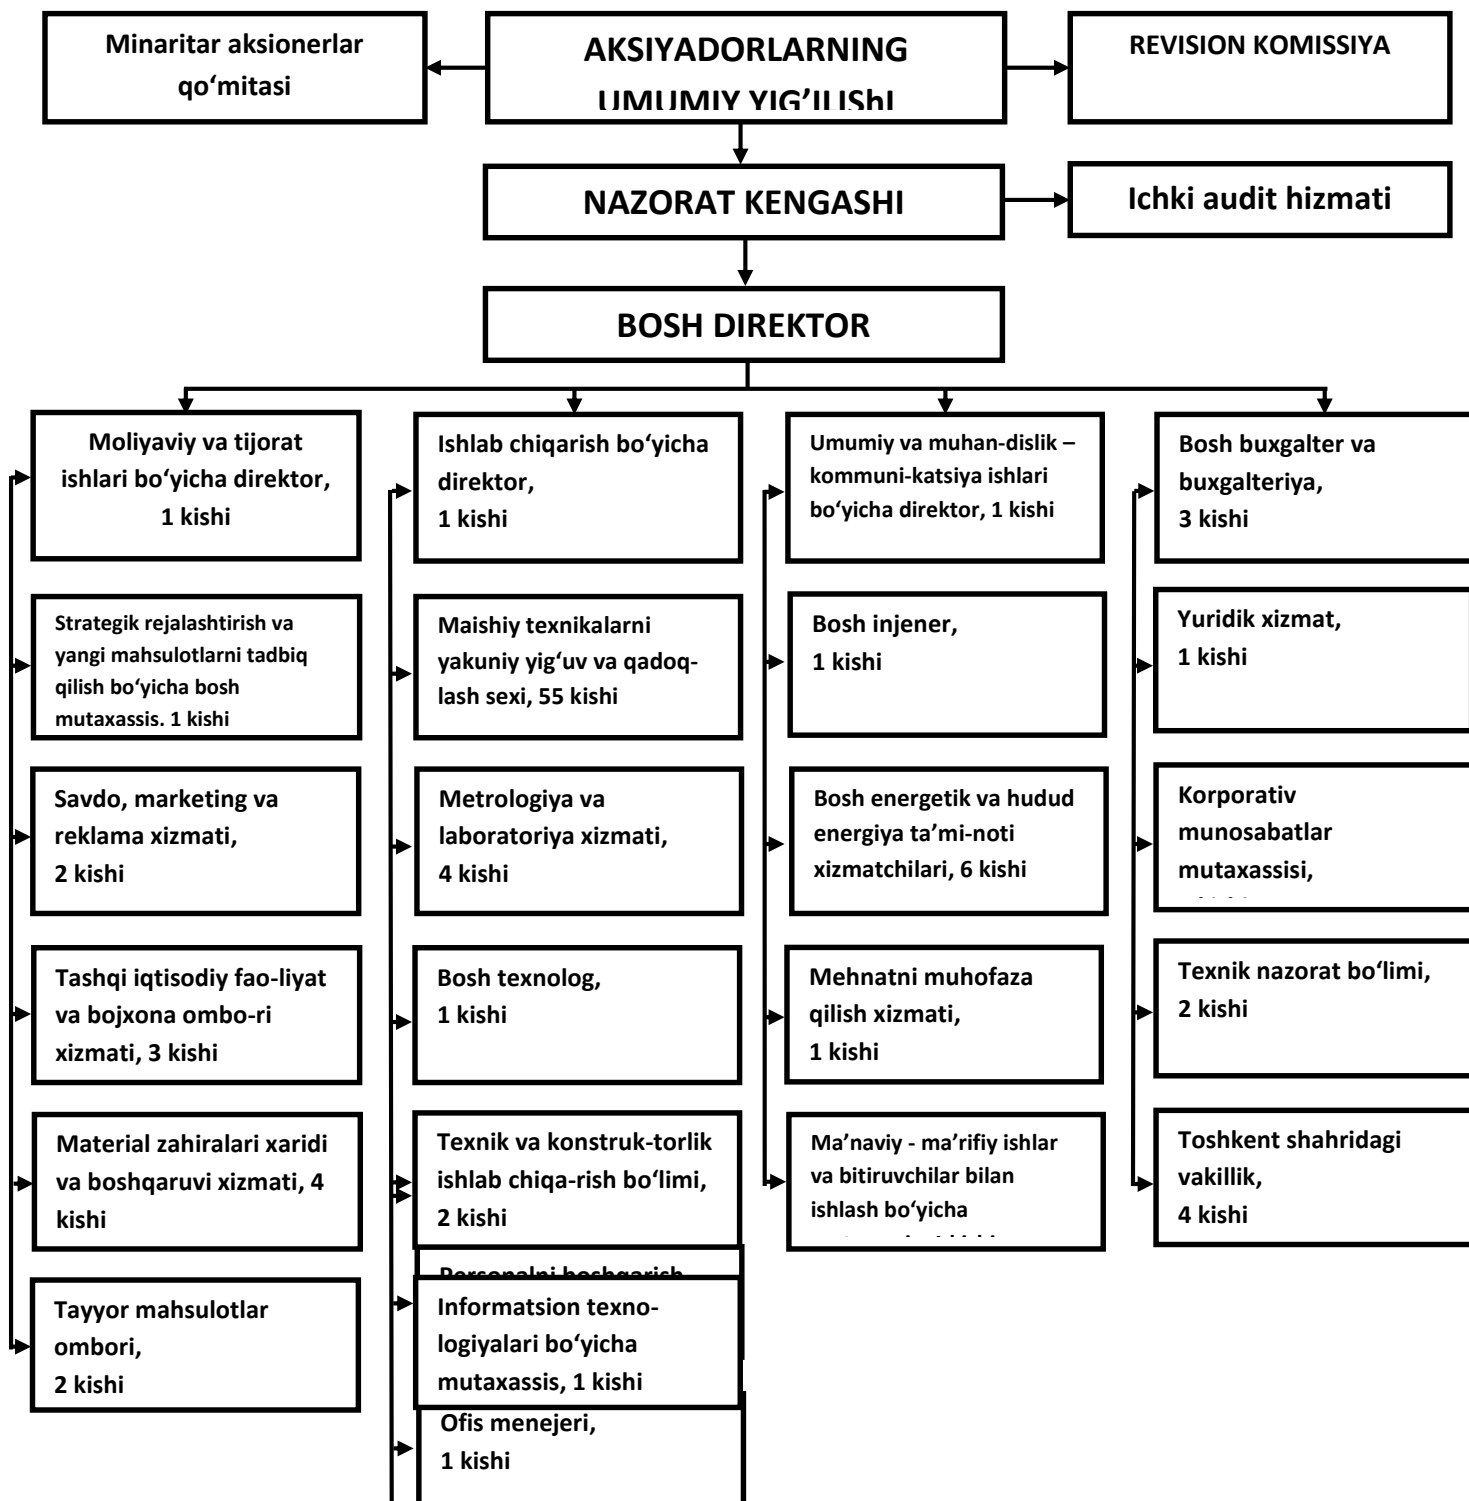 Minaritar aksionerlar
qo‘mitasi
AKSIYADORLARNING
UMUMIY YIG’ILIShI
REVISION KOMISSIYA
NAZORAT KENGASHI
Ichki audit hizmati
BOSH DIREKTOR
Moliyaviy va tijorat
ishlari bo‘yicha direktor,
1 kishi
Strategik rejalashtirish va
yangi mahsulotlarni tadbiq
qilish bo‘yicha bosh
mutaxassis. 1 kishi
Savdo, marketing va
reklama xizmati,
2 kishi
Tashqi iqtisodiy fao-liyat
va bojxona ombo-ri
xizmati, 3 kishi
Material zahiralari xaridi
va boshqaruvi xizmati, 4
kishi
Tayyor mahsulotlar
ombori,
2 kishi
Ishlab chiqarish bo‘yicha
direktor,
1 kishi
Maishiy texnikalarni
yakuniy yig‘uv va qadoq-
lash sexi, 55 kishi
Metrologiya va
laboratoriya xizmati,
4 kishi
Bosh texnolog,
1 kishi
Texnik va konstruk-torlik
ishlab chiqa-rish bo‘limi,
2 kishi
Personalni boshqarish
Informatsion texno-
logiyalari bo‘yicha
mutaxassis, 1 kishi
Ofis menejeri,
1 kishi
Umumiy va muhan-dislik –
kommuni-katsiya ishlari
bo‘yicha direktor, 1 kishi
Bosh injener,
1 kishi
Bosh energetik va hudud
energiya ta’mi-noti
xizmatchilari, 6 kishi
Mehnatni muhofaza
qilish xizmati,
1 kishi
Ma’naviy - ma’rifiy ishlar
va bitiruvchilar bilan
ishlash bo‘yicha
Bosh buxgalter va
buxgalteriya,
3 kishi
Yuridik xizmat,
1 kishi
Korporativ
munosabatlar
mutaxassisi,
Texnik nazorat bo‘limi,
2 kishi
Toshkent shahridagi
vakillik,
4 kishi